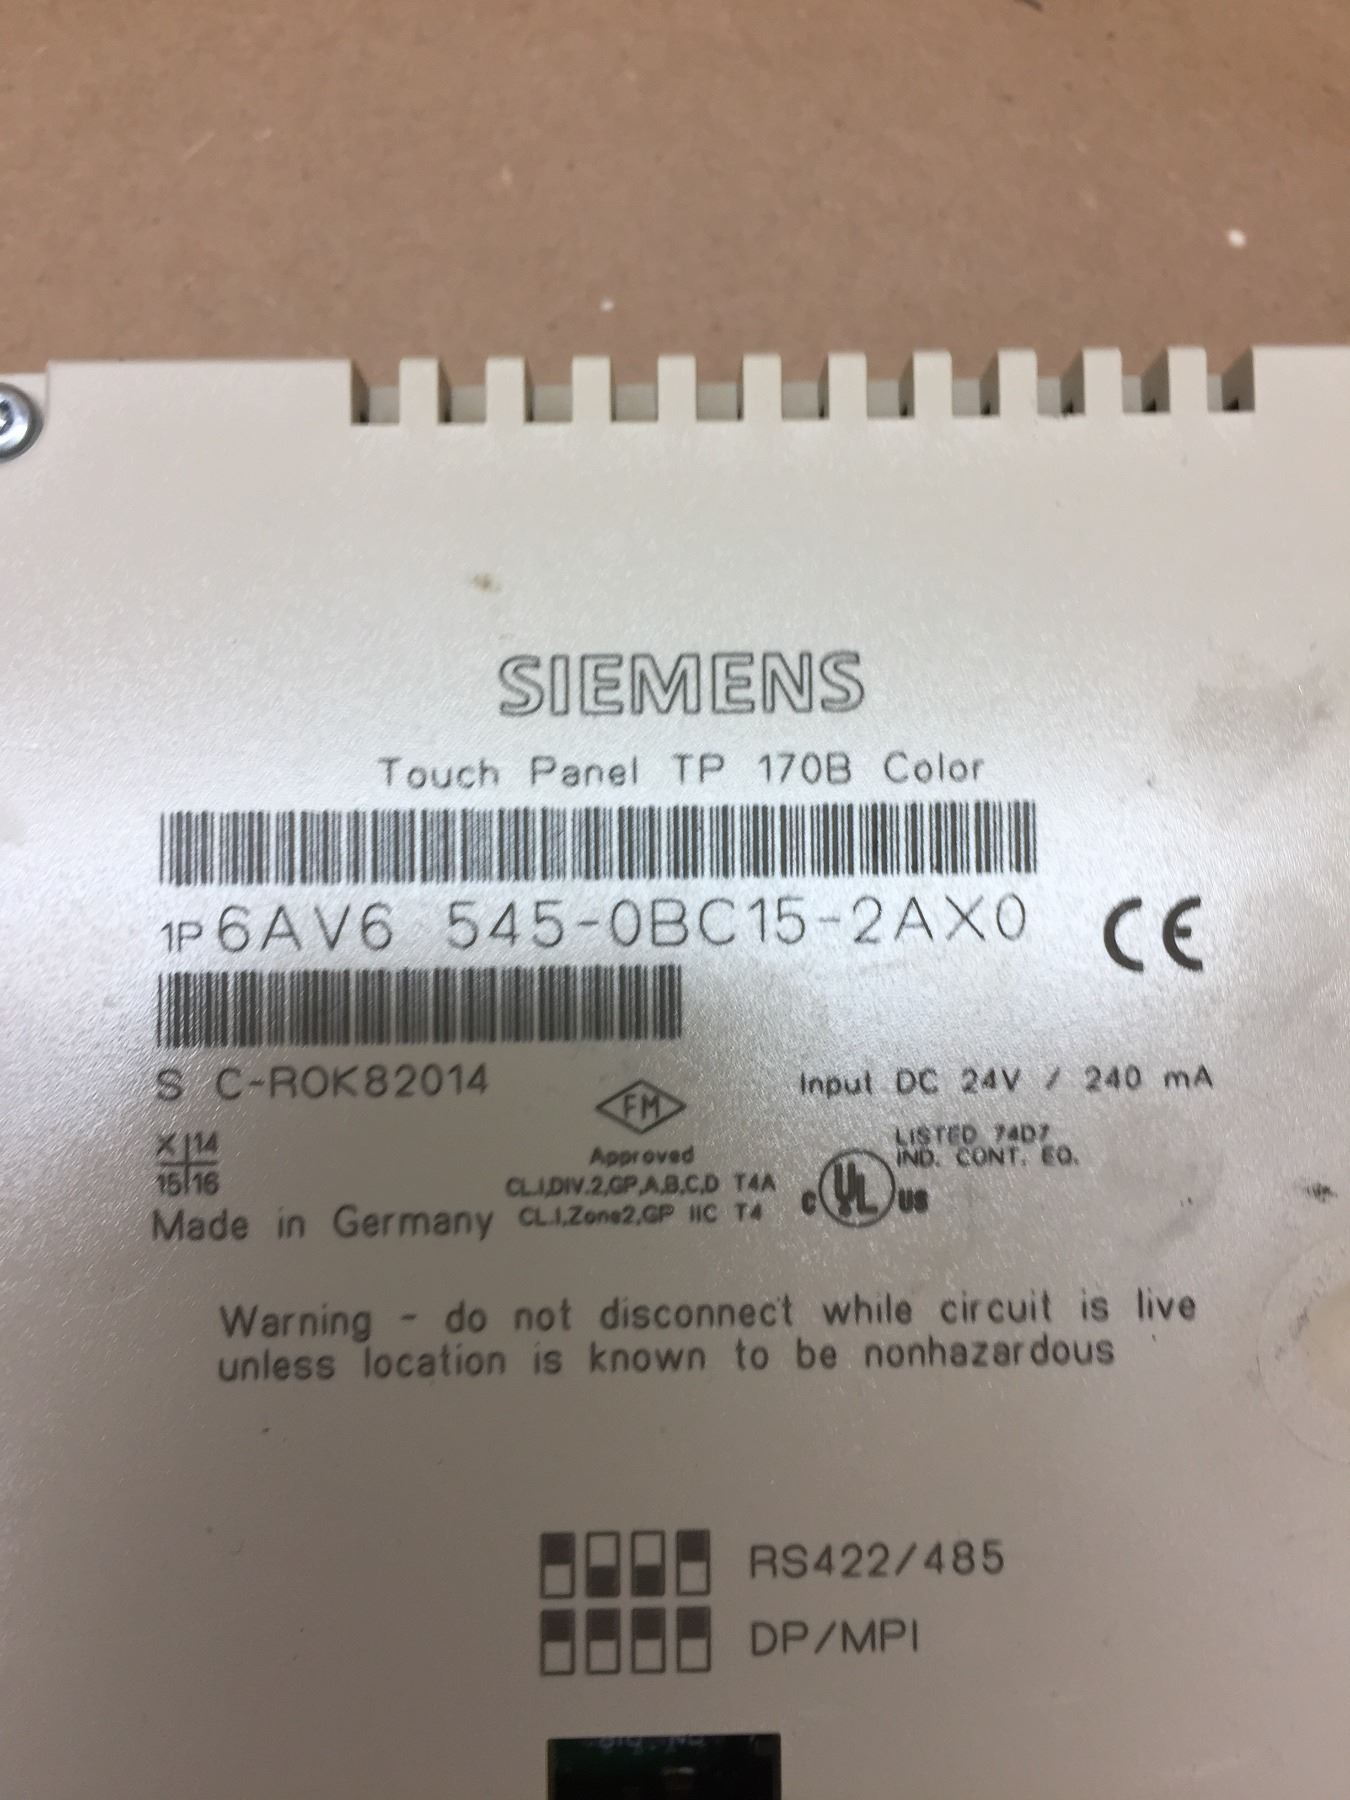 SIEMENS
Touch Panel TP 170B Color
1P 6AV6 545-0BC15-2AX0 CE
S C-R0K82014
Input DC 24V / 240 mA
FM
Approved
CL.I,DIV.2,GP,A,B,C,D T4A
CL.I,Zone2,GP IIC T4
LISTED 74D7
IND. CONT. EQ.
C UL US
X 14
15 16
Made in Germany
Warning - do not disconnect while circuit is live
unless location is known to be nonhazardous
RS422/485
DP/MPI